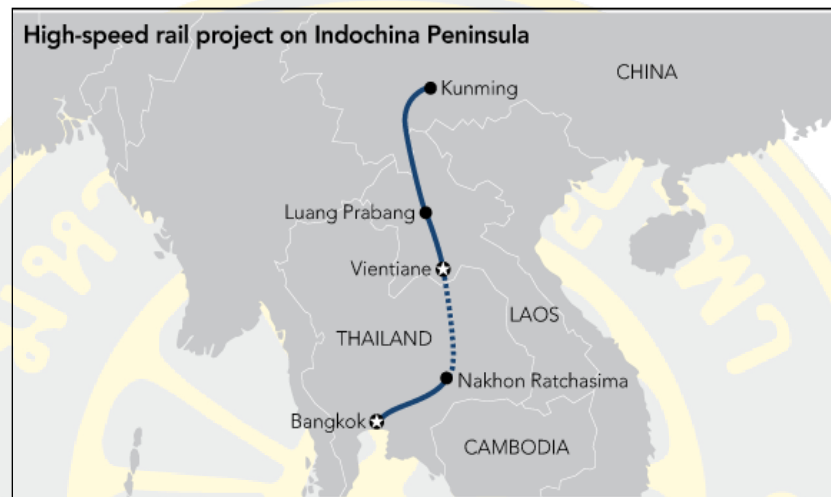 High-speed rail project on Indochina Peninsula
CHINA
Kunming
Luang Prabang
Vientiane
LAOS
THAILAND
Nakhon Ratchasima
Bangkok
CAMBODIA